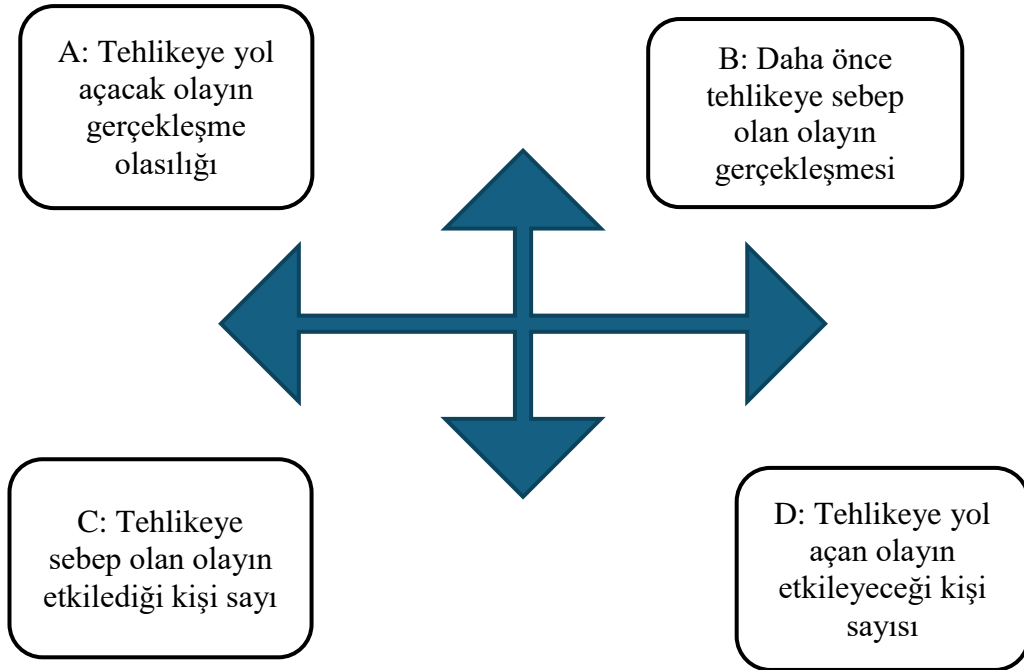 A: Tehlikeye yol
açacak olayın
gerçekleşme
olasılığı
B: Daha önce
tehlikeye sebep
olan olayın
gerçekleşmesi
C: Tehlikeye
sebep olan olayın
etkilediği kişi sayı
D: Tehlikeye yol
açan olayın
etkileyeceği kişi
sayısı